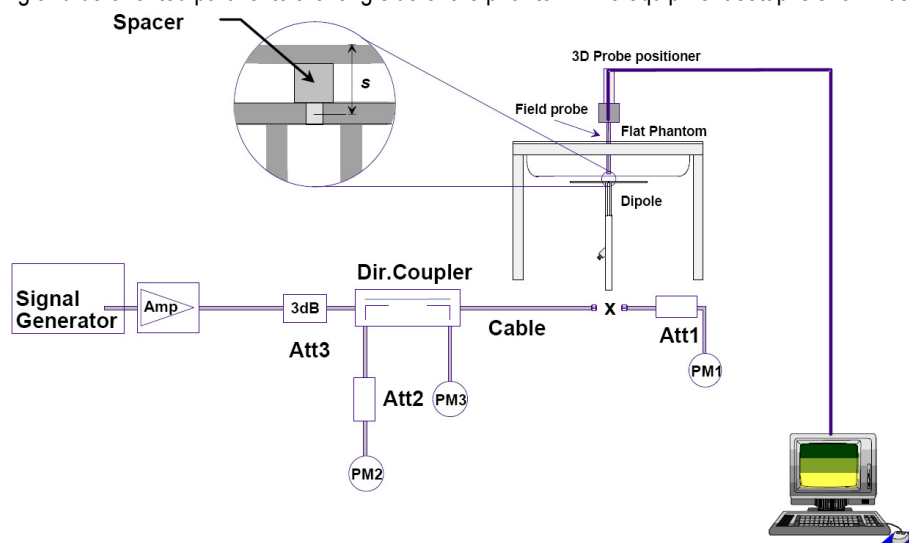 Spacer
s
3D Probe positioner
Field probe
Flat Phantom
Dipole
Dir.Coupler
Signal
Generator
Amp
3dB
Cable
X
Att3
Att1
PM1
Att2
PM3
PM2